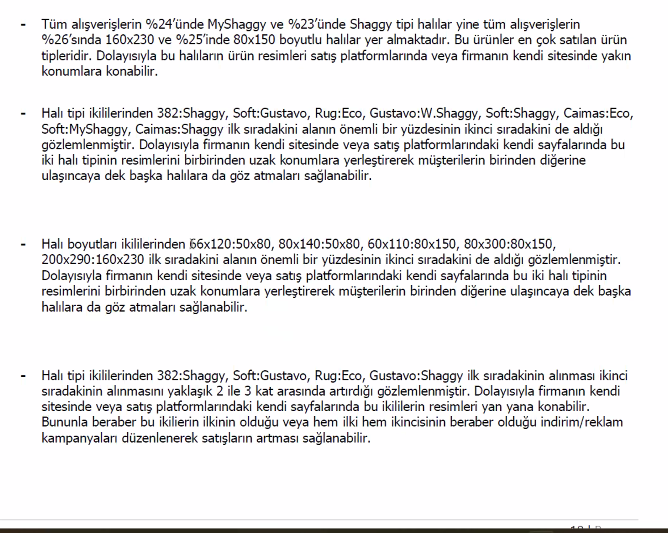 - Tüm alışverişlerin %24'ünde MyShaggy ve %23'ünde Shaggy tipi halılar yine tüm alışverişlerin
%26'sında 160x230 ve %25'inde 80x150 boyutlu halılar yer almaktadır. Bu ürünler en çok satılan ürün
tipleridir. Dolayısıyla bu halıların ürün resimleri satış platformlarında veya firmanın kendi sitesinde yakın
konumlara konabilir.
- Halı tipi ikililerinden 382:Shaggy, Soft:Gustavo, Rug:Eco, Gustavo:W.Shaggy, Soft:Shaggy, Caimas:Eco,
Soft:MyShaggy, Caimas:Shaggy ilk sıradaki alanın önemli bir yüzdesinin ikinci sıradakini de aldığı
gözlemlenmiştir. Dolayısıyla firmanın kendi sitesinde veya satış platformlarındaki kendi sayfalarında bu
iki halı tipinin resimlerini birbirinden uzak konumlara yerleştirerek müşterilerin birinden diğerine
ulaşıncaya dek başka halılara da göz atmaları sağlanabilir.
- Halı boyutları ikililerinden 66x120:50x80, 80x140:50x80, 60x110:80x150, 80x300:80x150,
200x290:160x230 ilk sıradaki alanın önemli bir yüzdesinin ikinci sıradakini de aldığı gözlemlenmiştir.
Dolayısıyla firmanın kendi sitesinde veya satış platformlarındaki kendi sayfalarında bu iki halı tipinin
resimlerini birbirinden uzak konumlara yerleştirerek müşterilerin birinden diğerine ulaşıncaya dek başka
halılara da göz atmaları sağlanabilir.
- Halı tipi ikililerinden 382:Shaggy, Soft:Gustavo, Rug:Eco, Gustavo:Shaggy ilk sıradakinin alınması ikinci
sıradakinin alınmasını yaklaşık 2 ile 3 kat arasında artırdığı gözlemlenmiştir. Dolayısıyla firmanın kendi
sitesinde veya satış platformlarındaki kendi sayfalarında bu ikililerin resimleri yan yana konabilir.
Bununla beraber bu ikilierin ilkinin olduğu veya hem ilki hem ikincisinin beraber olduğu indirim/reklam
kampanyaları düzenlenerek satışların artması sağlanabilir.